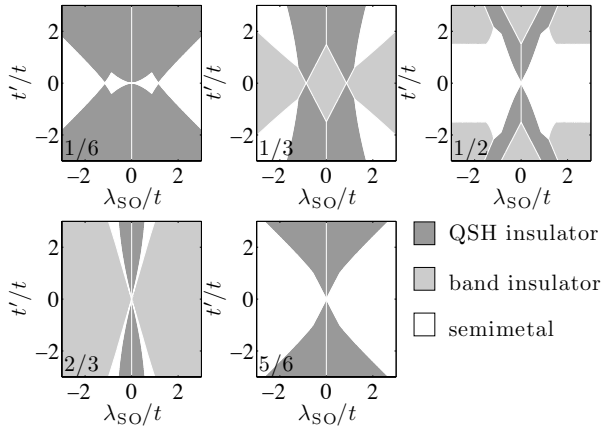 t′/t
2
0
−2
1/6
−2 0 2
λSO/t
t′/t
2
0
−2
1/3
−2 0 2
λSO/t
t′/t
2
0
−2
1/2
−2 0 2
λSO/t
t′/t
2
0
−2
2/3
−2 0 2
λSO/t
t′/t
2
0
−2
5/6
−2 0 2
λSO/t
QSH insulator
band insulator
semimetal